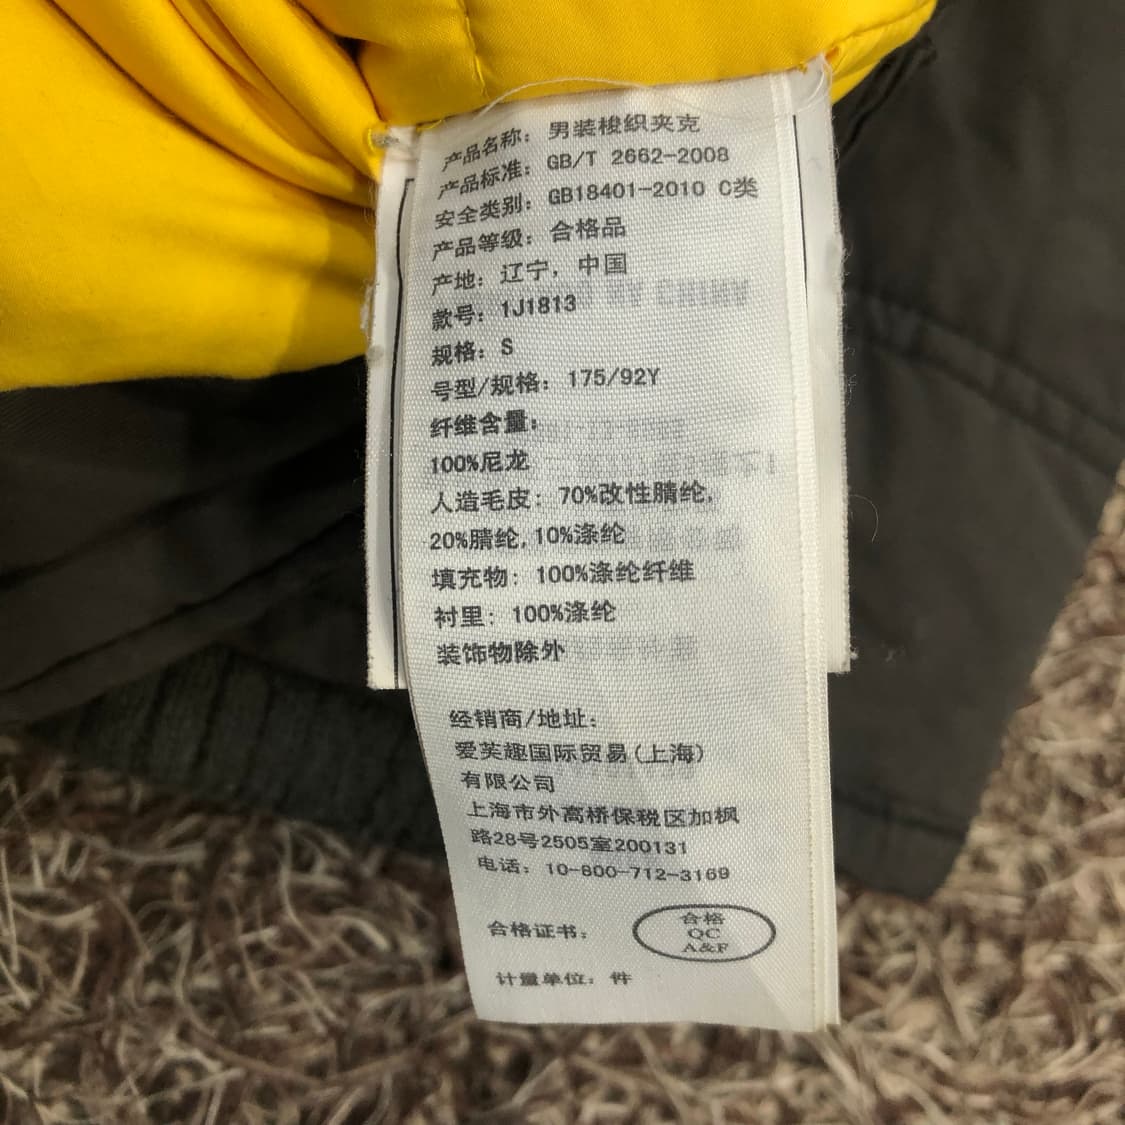 产品名称：男装梭织夹克
产品标准：GB/T 2662-2008
安全类别：GB18401-2010 C类
产品等级：合格品
产地：辽宁，中国
款号：1J1813
规格：S
号型/规格：175/92Y
纤维含量：
100%尼龙
人造毛皮：70%改性腈纶，
20%腈纶，10%涤纶
填充物：100%涤纶纤维
衬里：100%涤纶
装饰物除外
经销商/地址：
爱芙趣国际贸易(上海)
有限公司
上海市外高桥保税区加枫
路28号2505室200131
电话：10-800-712-3169
合格证书：
合格
QC
A&F
计量单位：件